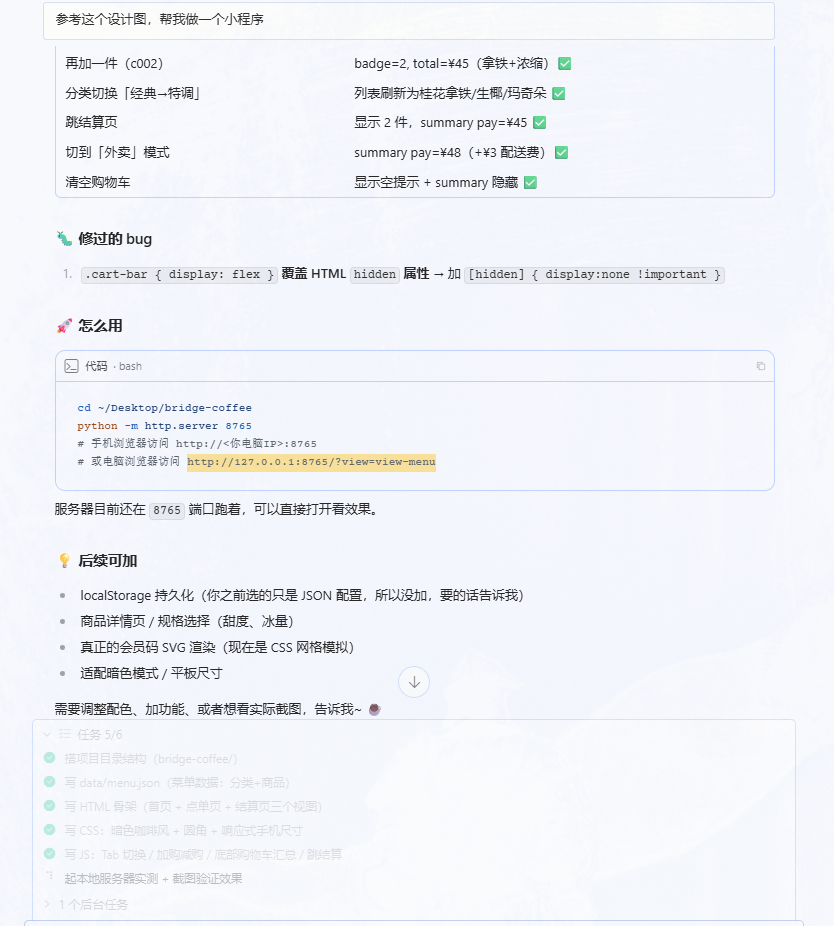 参考这个设计图，帮我做一个小程序
再加一件（c002） badge=2, total=¥45（拿铁+浓缩）✅
分类切换「经典→特调」 列表刷新为桂花拿铁/生椰/玛奇朵 ✅
跳结算页 显示 2 件，summary pay=¥45 ✅
切到「外卖」模式 summary pay=¥48（+¥3 配送费）✅
清空购物车 显示空提示 + summary 隐藏 ✅
🐛 修过的 bug
1. .cart-bar { display: flex } 覆盖 HTML hidden 属性 → 加 [hidden] { display:none !important }
🚀 怎么用
代码 · bash
cd ~/Desktop/bridge-coffee
python -m http.server 8765
# 手机浏览器访问 http://<你电脑IP>:8765
# 或电脑浏览器访问 http://127.0.0.1:8765/?view=view-menu
服务器目前还在 8765 端口跑着，可以直接打开看效果。
💡 后续可加
localStorage 持久化（你之前选的只是 JSON 配置，所以没加，要的话告诉我）
商品详情页 / 规格选择（甜度、冰量）
真正的会员码 SVG 渲染（现在是 CSS 网格模拟）
适配暗色模式 / 平板尺寸
需要调整配色、加功能、或者想看实际截图，告诉我~
任务 5/6
搭项目目录结构（bridge-coffee/）
写 data/menu.json（菜单数据：分类+商品）
写 HTML 骨架（首页 + 点单页 + 结算页三个视图）
写 CSS：暗色咖啡风 + 圆角 + 响应式手机尺寸
写 JS：Tab 切换 / 加购减购 / 底部购物车汇总 / 跳结算
起本地服务器实测 + 截图验证效果
1 个后台任务